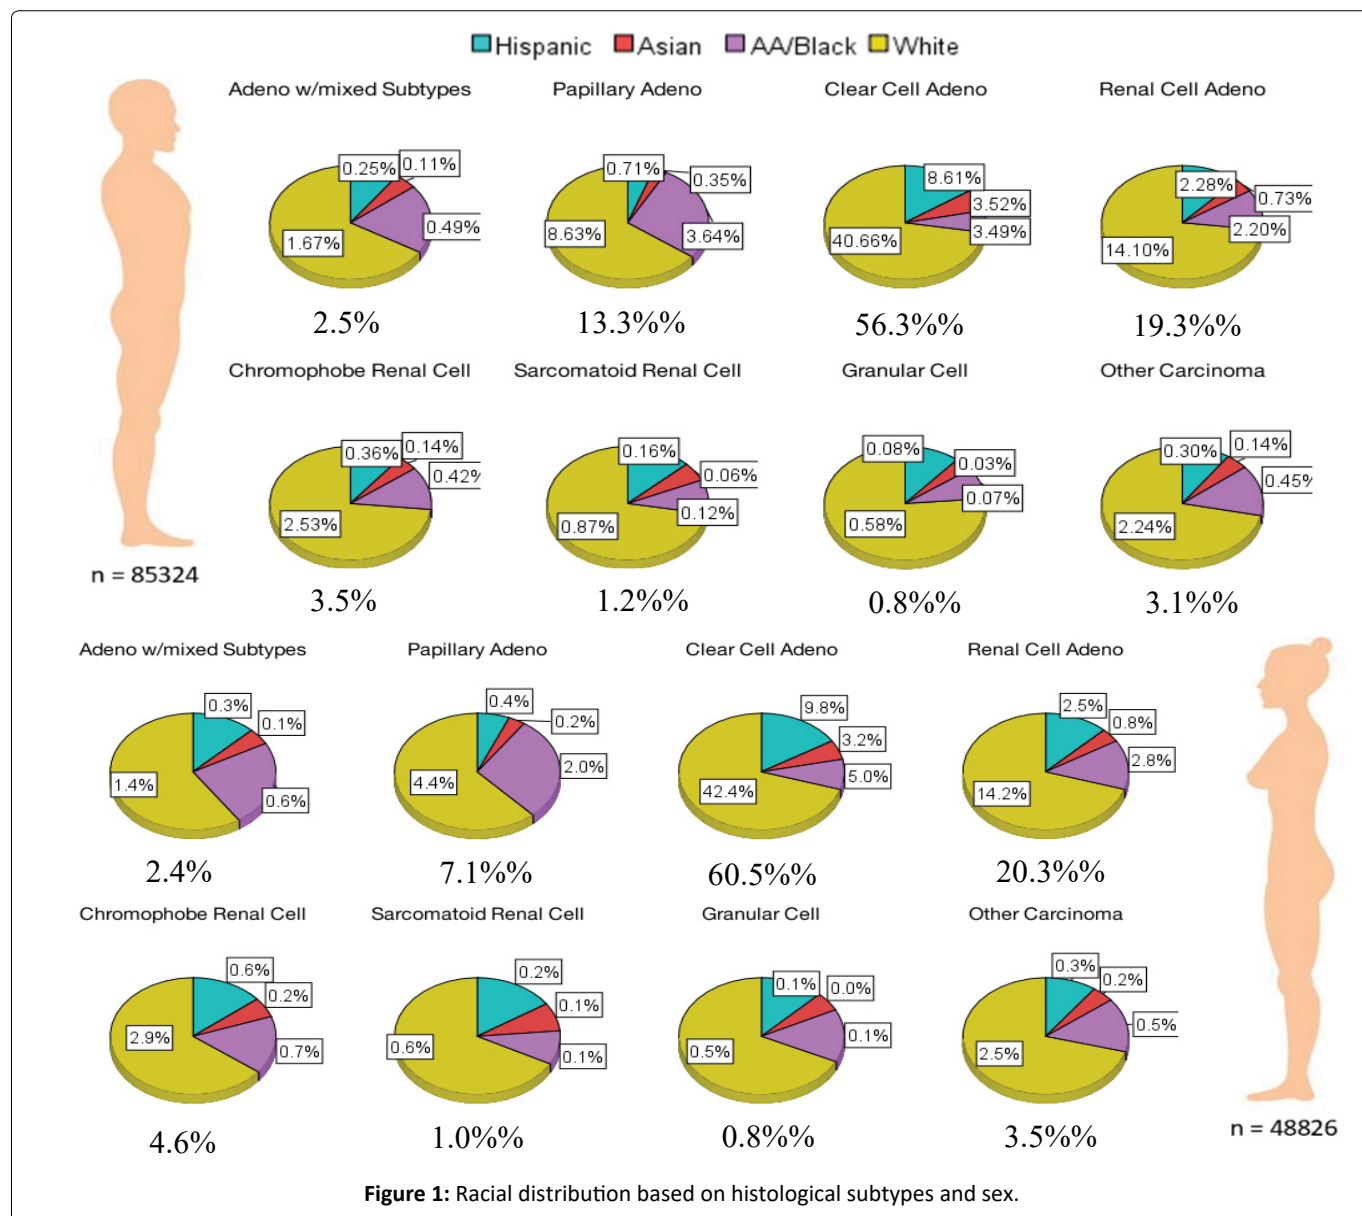 Hispanic Asian AA/Black White
Adeno w/mixed Subtypes Papillary Adeno Clear Cell Adeno Renal Cell Adeno
0.25% 0.11% 0.49% 1.67%
0.71% 0.35% 3.64% 8.63%
8.61% 3.52% 3.49% 40.66%
2.28% 0.73% 2.20% 14.10%
2.5% 13.3%% 56.3%% 19.3%%
Chromophobe Renal Cell Sarcomatoid Renal Cell Granular Cell Other Carcinoma
0.36% 0.14% 0.42% 2.53%
0.16% 0.06% 0.12% 0.87%
0.08% 0.03% 0.07% 0.58%
0.30% 0.14% 0.45% 2.24%
n = 85324
3.5% 1.2%% 0.8%% 3.1%%
Adeno w/mixed Subtypes Papillary Adeno Clear Cell Adeno Renal Cell Adeno
0.3% 0.1% 0.6% 1.4%
0.4% 0.2% 2.0% 4.4%
9.8% 3.2% 5.0% 42.4%
2.5% 0.8% 2.8% 14.2%
2.4% 7.1%% 60.5%% 20.3%%
Chromophobe Renal Cell Sarcomatoid Renal Cell Granular Cell Other Carcinoma
0.6% 0.2% 0.7% 2.9%
0.2% 0.1% 0.1% 0.6%
0.1% 0.0% 0.1% 0.5%
0.3% 0.2% 0.5% 2.5%
4.6% 1.0%% 0.8%% 3.5%%
n = 48826
Figure 1: Racial distribution based on histological subtypes and sex.